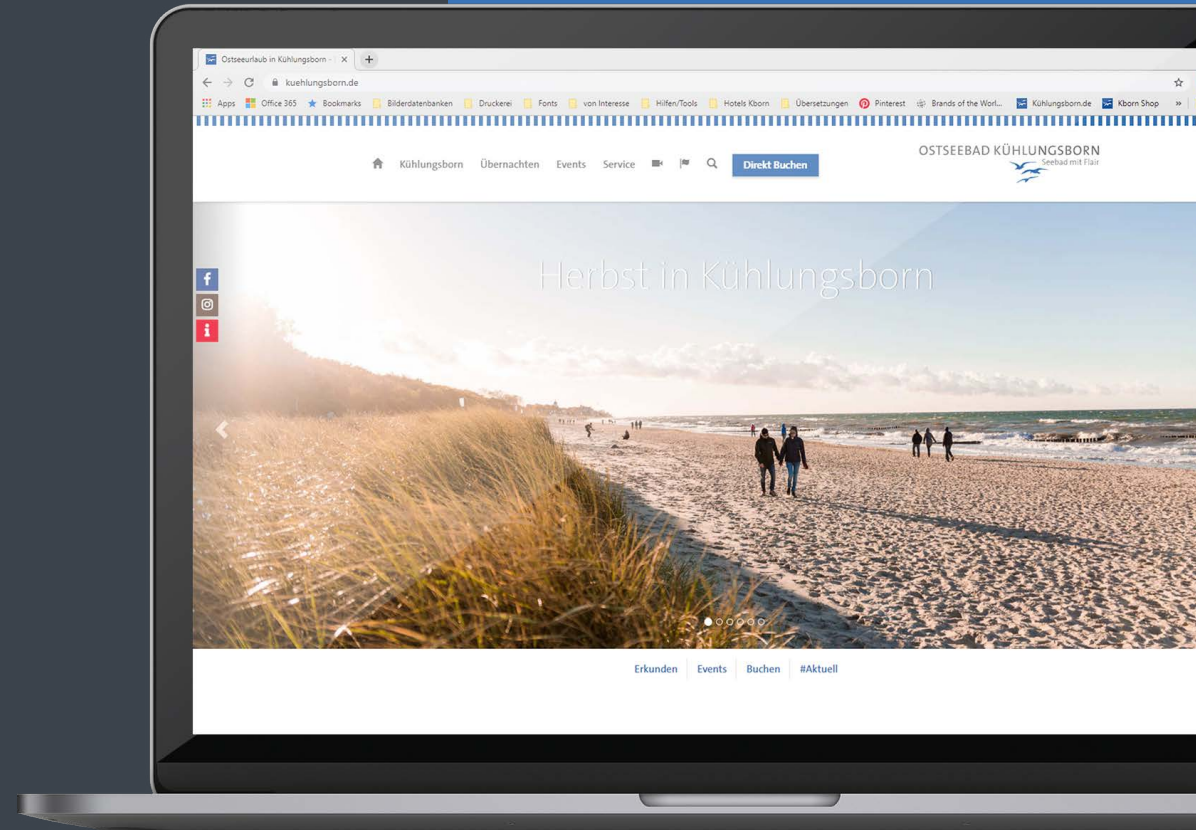 Ostseeurlaub in Kühlungsborn -
kuehlungsborn.de
Apps Office 365 Bookmarks Bilderdatenbanken Druckerei Fonts von Interesse Hilfen/Tools Hotels Kborn Übersetzungen Pinterest Brands of the Worl... Kühlungsborn.de Kborn Shop »
Kühlungsborn Übernachten Events Service Direkt Buchen
OSTSEEBAD KÜHLUNGSBORN
Seebad mit Flair
Herbst in Kühlungsborn
Erkunden Events Buchen #Aktuell